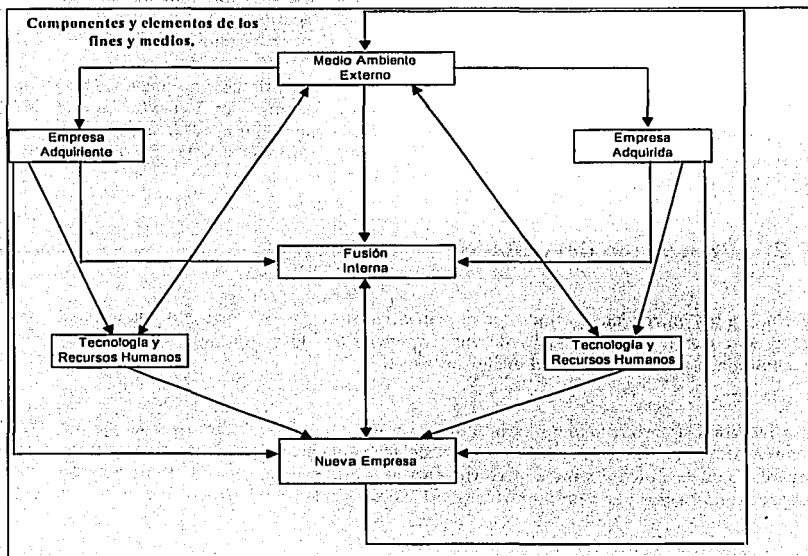 Componentes y elementos de los
fines y medios.
Medio Ambiente
Externo
Empresa
Adquiriente
Empresa
Adquirida
Fusión
Interna
Tecnología y
Recursos Humanos
Tecnología y
Recursos Humanos
Nueva Empresa